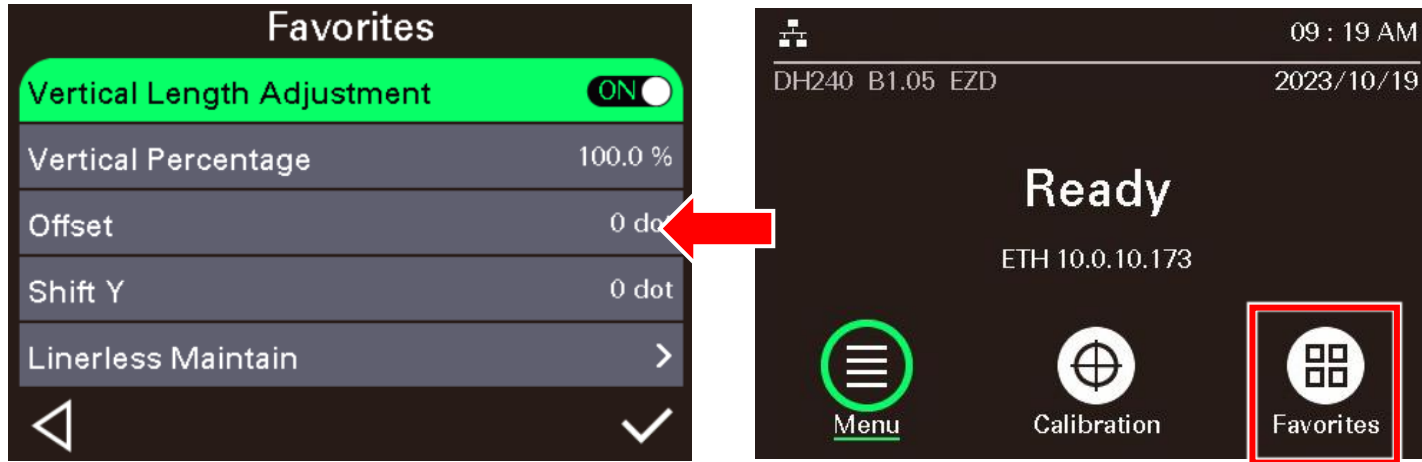 Favorites
Vertical Length Adjustment ON
Vertical Percentage 100.0 %
Offset 0 dot
Shift Y 0 dot
Linerless Maintain
09 : 19 AM
DH240 B1.05 EZD 2023/10/19
Ready
ETH 10.0.10.173
Menu Calibration Favorites